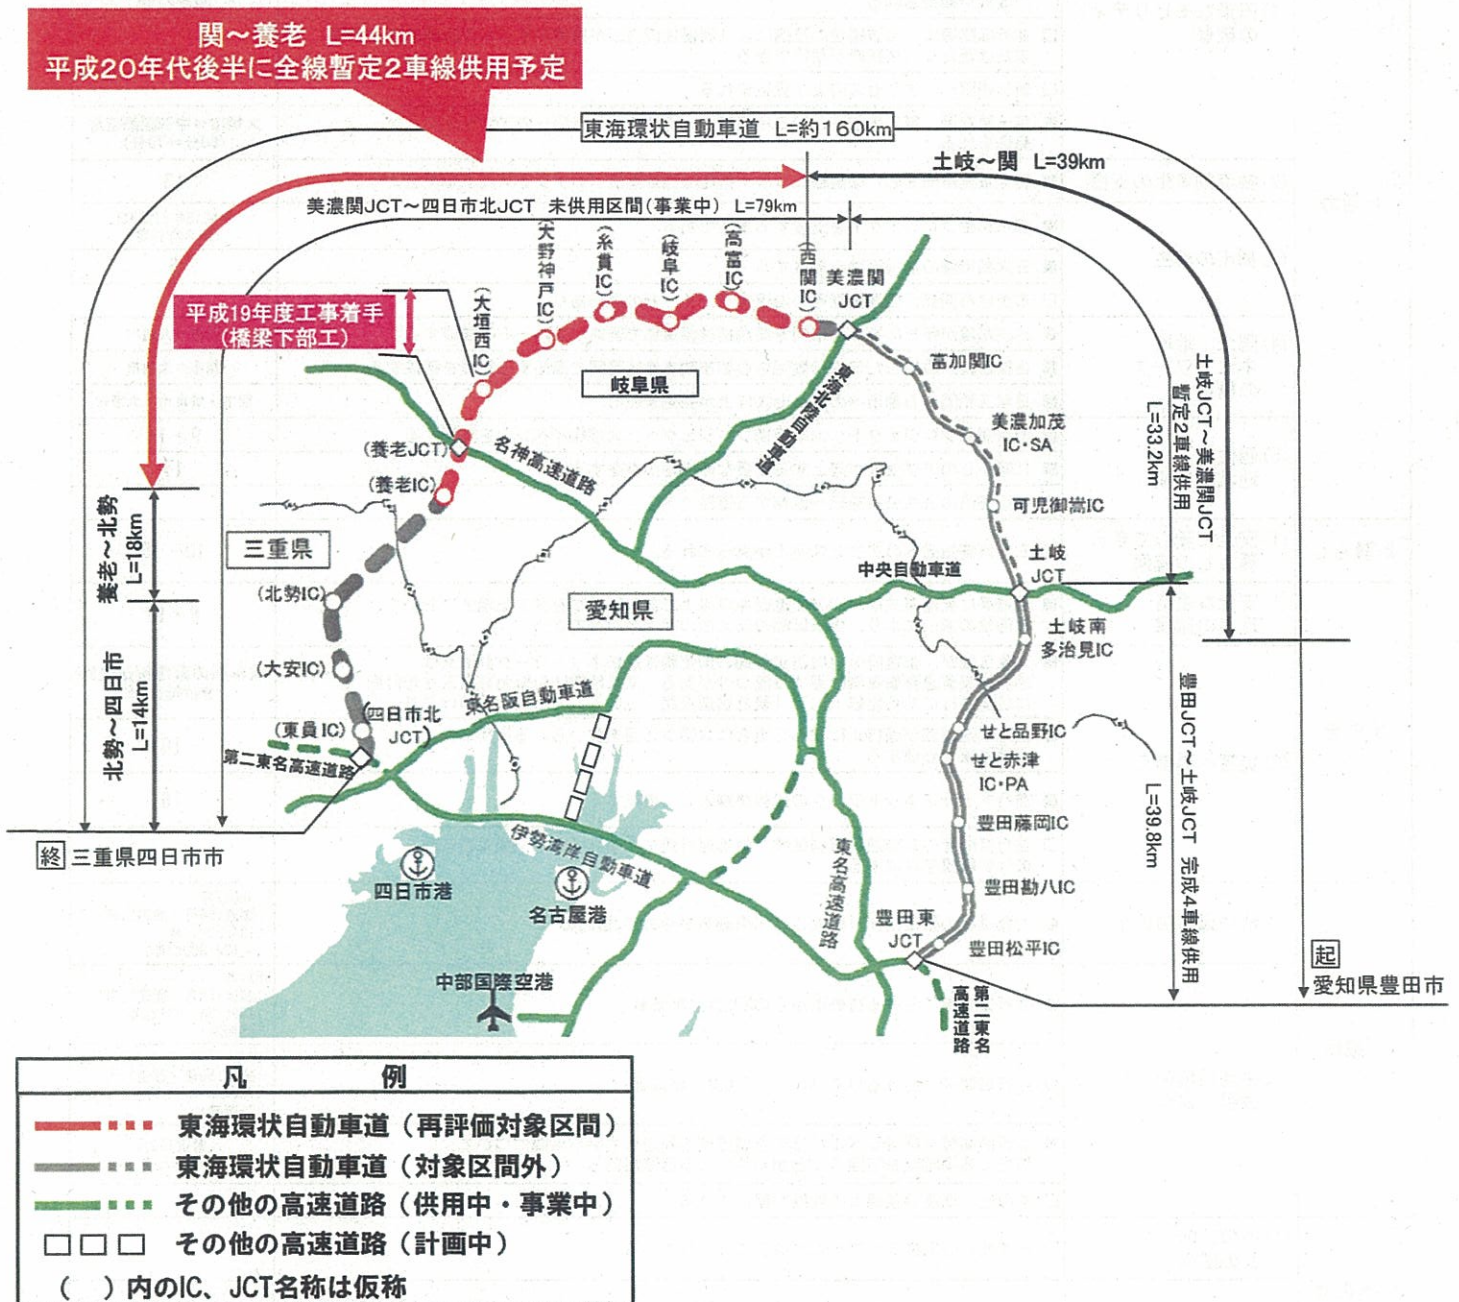 関～養老 L=44km
平成20年代後半に全線暫定2車線供用予定
東海環状自動車道 L=約160km
土岐～関 L=39km
美濃関JCT～四日市北JCT 未供用区間(事業中) L=79km
平成19年度工事着手
(橋梁下部工)
(大垣西IC)
(大野神戸IC)
(糸貫IC)
(岐阜IC)
(高富IC)
(西関IC)
美濃関
JCT
富加関IC
美濃加茂
IC・SA
可児御嵩IC
土岐
JCT
土岐南
多治見IC
せと品野IC
せと赤津
IC・PA
豊田藤岡IC
豊田勘八IC
豊田松平IC
豊田東
JCT
岐阜県
三重県
愛知県
(養老JCT)
(養老IC)
(北勢IC)
(大安IC)
(東員IC)
(四日市北
JCT)
名神高速道路
東海北陸自動車道
中央自動車道
東名阪自動車道
第二東名高速道路
伊勢湾岸自動車道
東名高速道路
第二東名
高速道路
四日市港
名古屋港
中部国際空港
養老～北勢
L=18km
北勢～四日市
L=14km
終 三重県四日市市
土岐JCT～美濃関JCT
暫定2車線供用
L=33.2km
豊田JCT～土岐JCT 完成4車線供用
L=39.8km
起
愛知県豊田市
凡 例
東海環状自動車道(再評価対象区間)
東海環状自動車道(対象区間外)
その他の高速道路(供用中・事業中)
その他の高速道路(計画中)
( )内のIC、JCT名称は仮称